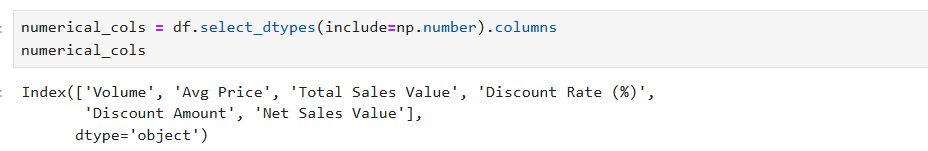 numerical_cols = df.select_dtypes(include=np.number).columns
numerical_cols
Index(['Volume', 'Avg Price', 'Total Sales Value', 'Discount Rate (%)',
       'Discount Amount', 'Net Sales Value'],
      dtype='object')